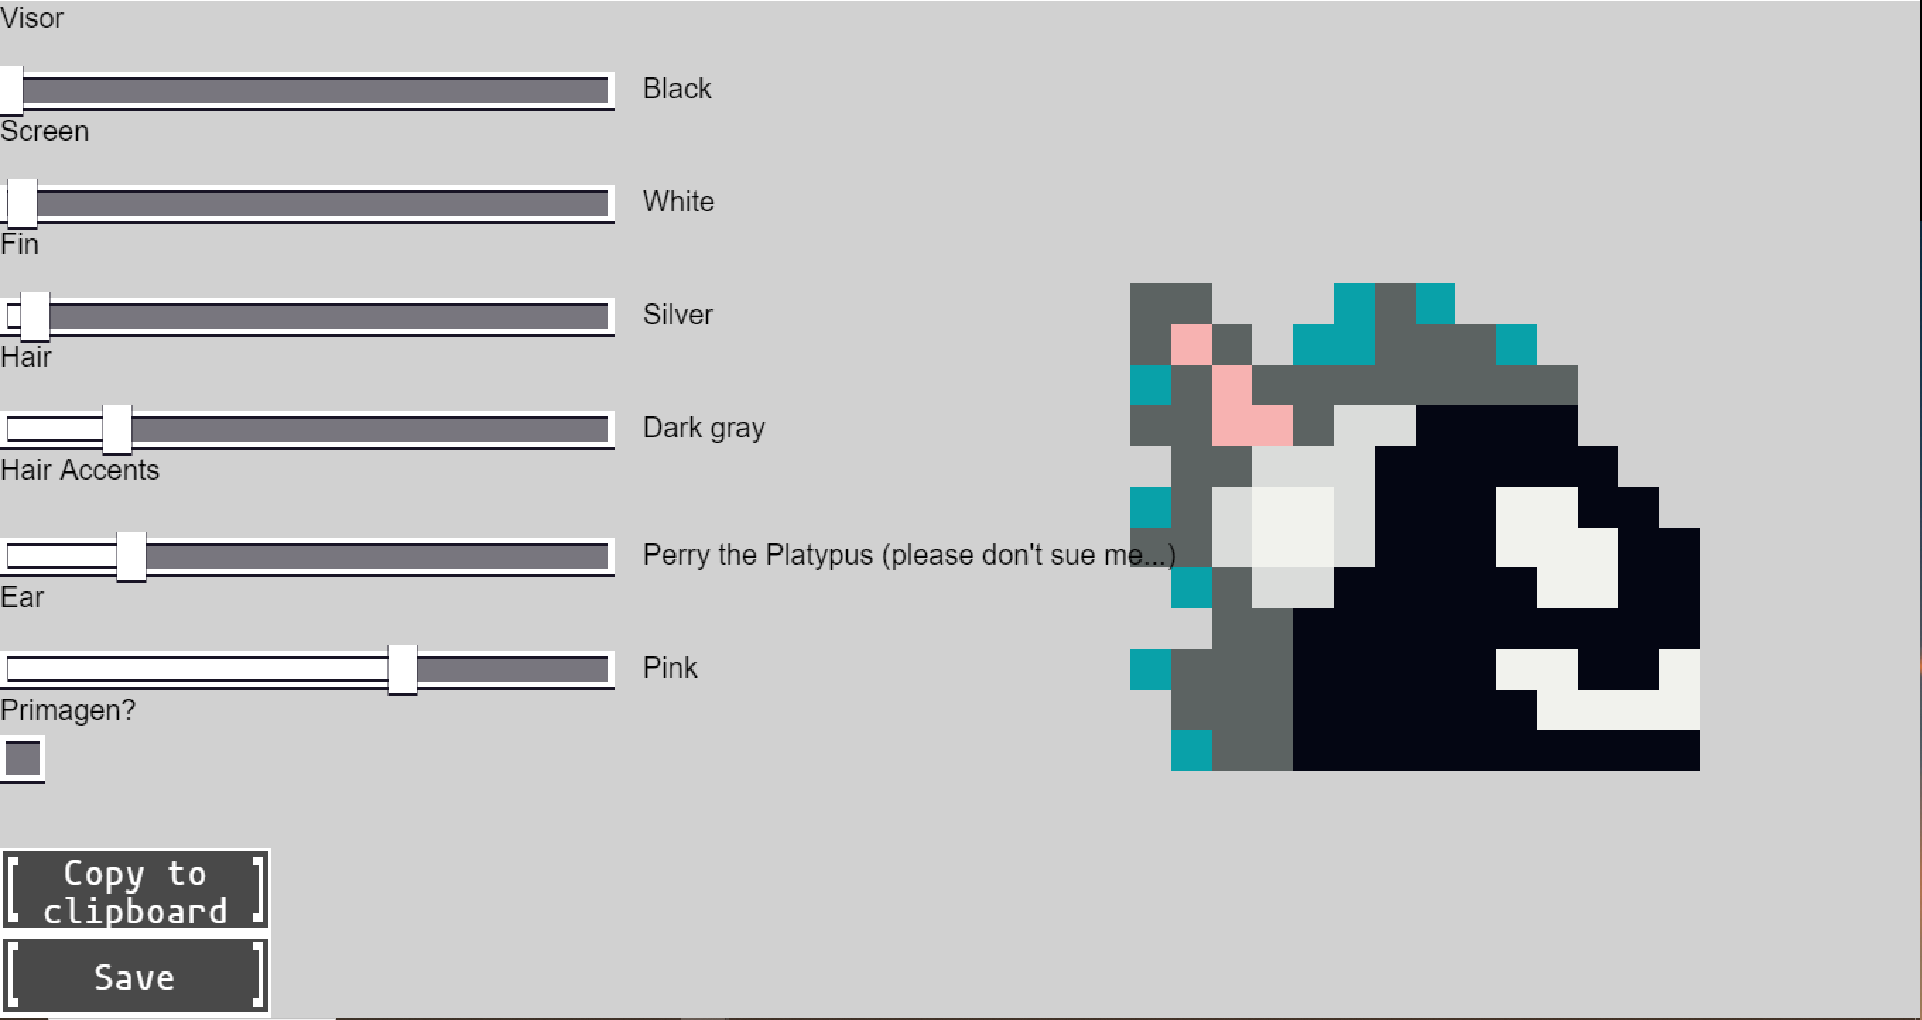 Visor
Black
Screen
White
Fin
Silver
Hair
Dark gray
Hair Accents
Perry the Platypus (please don't sue me...)
Ear
Pink
Primagen?
Copy to
clipboard
Save